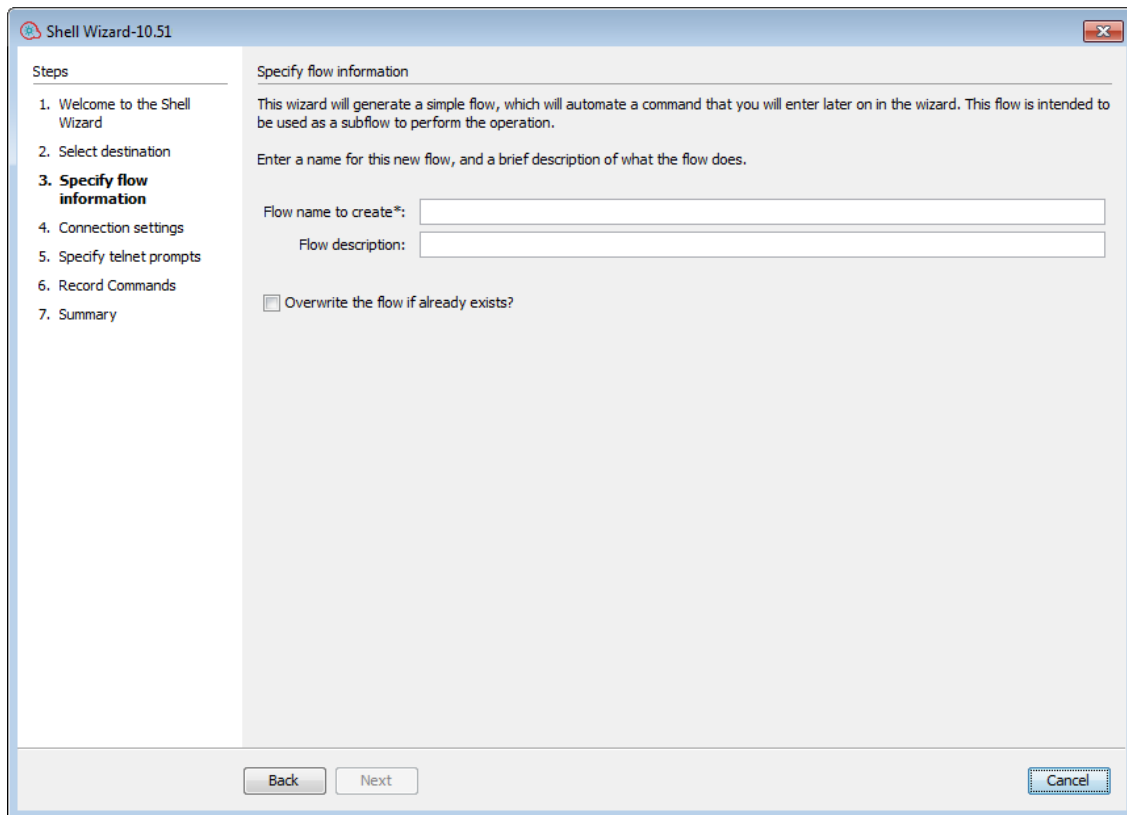 Shell Wizard-10.51
Steps
1. Welcome to the Shell
Wizard
2. Select destination
3. Specify flow
information
4. Connection settings
5. Specify telnet prompts
6. Record Commands
7. Summary
Specify flow information
This wizard will generate a simple flow, which will automate a command that you will enter later on in the wizard. This flow is intended to
be used as a subflow to perform the operation.
Enter a name for this new flow, and a brief description of what the flow does.
Flow name to create*:
Flow description:
Overwrite the flow if already exists?
Back
Next
Cancel